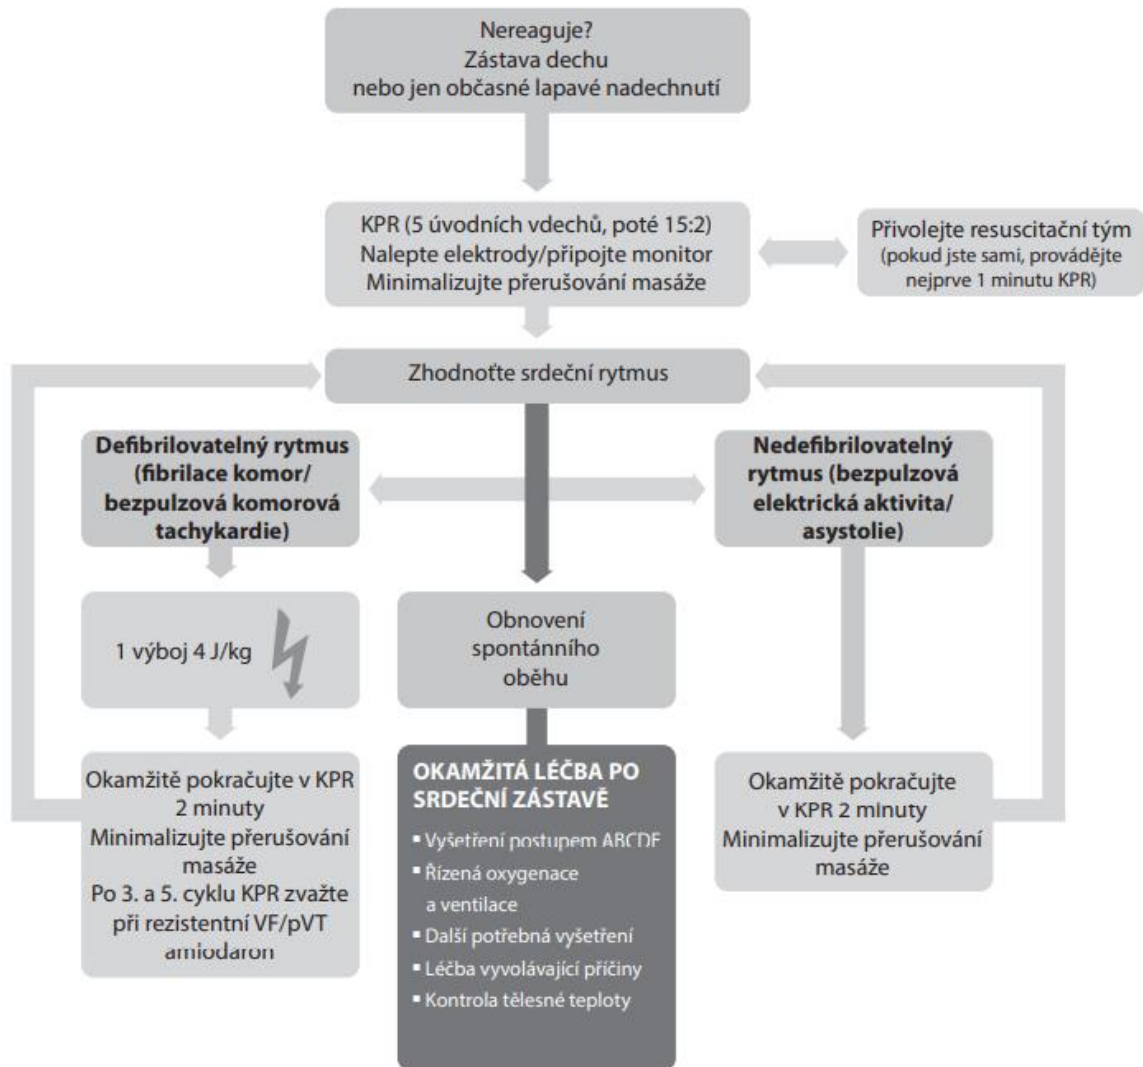 Nereaguje?
Zástava dechu
nebo jen občasné lapavé nadechnutí
KPR (5 úvodních vdechů, poté 15:2)
Nalepte elektrody/připojte monitor
Minimalizujte přerušování masáže
Přivolejte resuscitační tým
(pokud jste sami, provádějte
nejprve 1 minutu KPR)
Zhodnoťte srdeční rytmus
Defibrilovatelný rytmus
(fibrilace komor/
bezpulzová komorová
tachykardie)
Nedefibrilovatelný
rytmus (bezpulzová
elektrická aktivita/
asystolie)
1 výboj 4 J/kg
Obnovení
spontánního
oběhu
Okamžitě pokračujte v KPR
2 minuty
Minimalizujte přerušování
masáže
Po 3. a 5. cyklu KPR zvažte
při rezistentní VF/pVT
amiodaron
OKAMŽITÁ LÉČBA PO
SRDEČNÍ ZÁSTAVĚ
▪ Vyšetření postupem ABCDE
▪ Řízená oxygenace
a ventilace
▪ Další potřebná vyšetření
▪ Léčba vyvolávající příčiny
▪ Kontrola tělesné teploty
Okamžitě pokračujte
v KPR 2 minuty
Minimalizujte přerušování
masáže